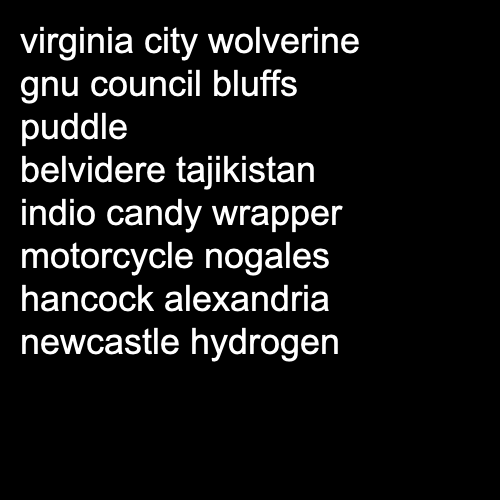 virginia city wolverine
gnu council bluffs
puddle
belvidere tajikistan
indio candy wrapper
motorcycle nogales
hancock alexandria
newcastle hydrogen